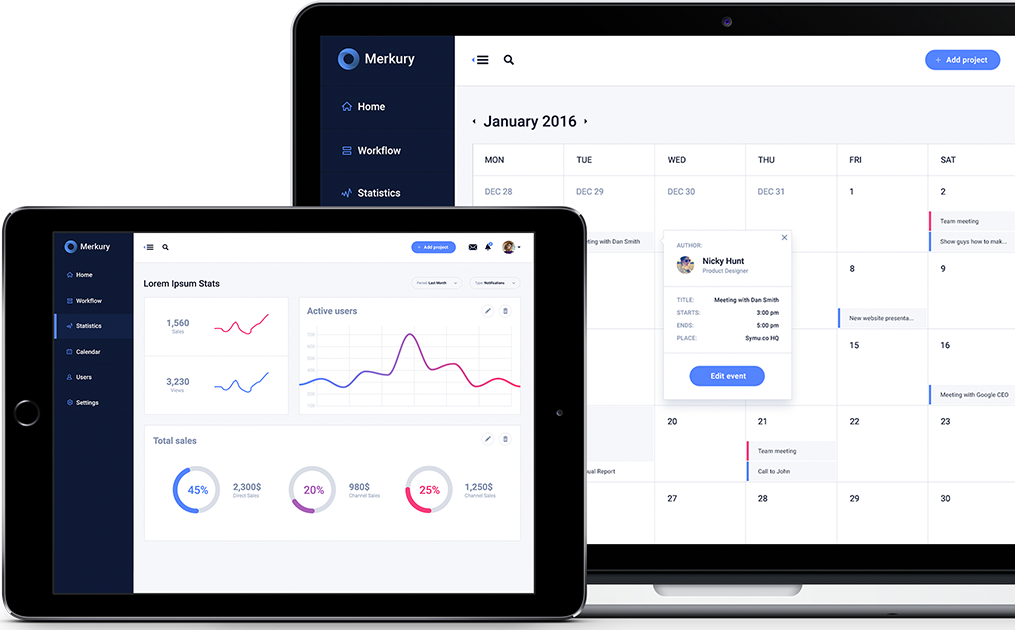 Merkury
Home
Workflow
Statistics
+ Add project
January 2016
MON TUE WED THU FRI SAT
DEC 28 DEC 29 DEC 30 DEC 31 1 2
Team meeting
Show guys how to mak...
ting with Dan Smith
AUTHOR:
Nicky Hunt
Product Designer
TITLE: Meeting with Dan Smith
STARTS: 3:00 pm
ENDS: 5:00 pm
PLACE: Symu.co HQ
Edit event
8 9
New website presenta...
15 16
Meeting with Google CEO
20 21 22 23
Team meeting
Call to John
ual Report
27 28 29 30
Merkury
Home
Workflow
Statistics
Calendar
Users
Settings
+ Add project
Lorem Ipsum Stats
Period: Last Month
Type: Notifications
1,560
Sales
3,230
Views
Active users
Total sales
45%
2,300$
Direct Sales
20%
980$
Channel Sales
25%
1,250$
Channel Sales